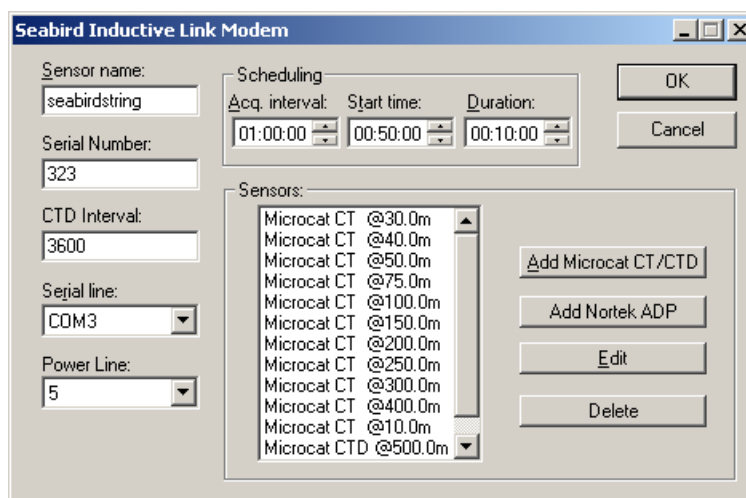 Seabird Inductive Link Modem
Sensor name:
seabirdstring
Serial Number:
323
CTD Interval:
3600
Serial line:
COM3
Power Line:
5
Scheduling
Acq. interval: Start time: Duration:
01:00:00 00:50:00 00:10:00
OK
Cancel
Sensors:
Microcat CT @30.0m
Microcat CT @40.0m
Microcat CT @50.0m
Microcat CT @75.0m
Microcat CT @100.0m
Microcat CT @150.0m
Microcat CT @200.0m
Microcat CT @250.0m
Microcat CT @300.0m
Microcat CT @400.0m
Microcat CT @10.0m
Microcat CTD @500.0m
Add Microcat CT/CTD
Add Nortek ADP
Edit
Delete